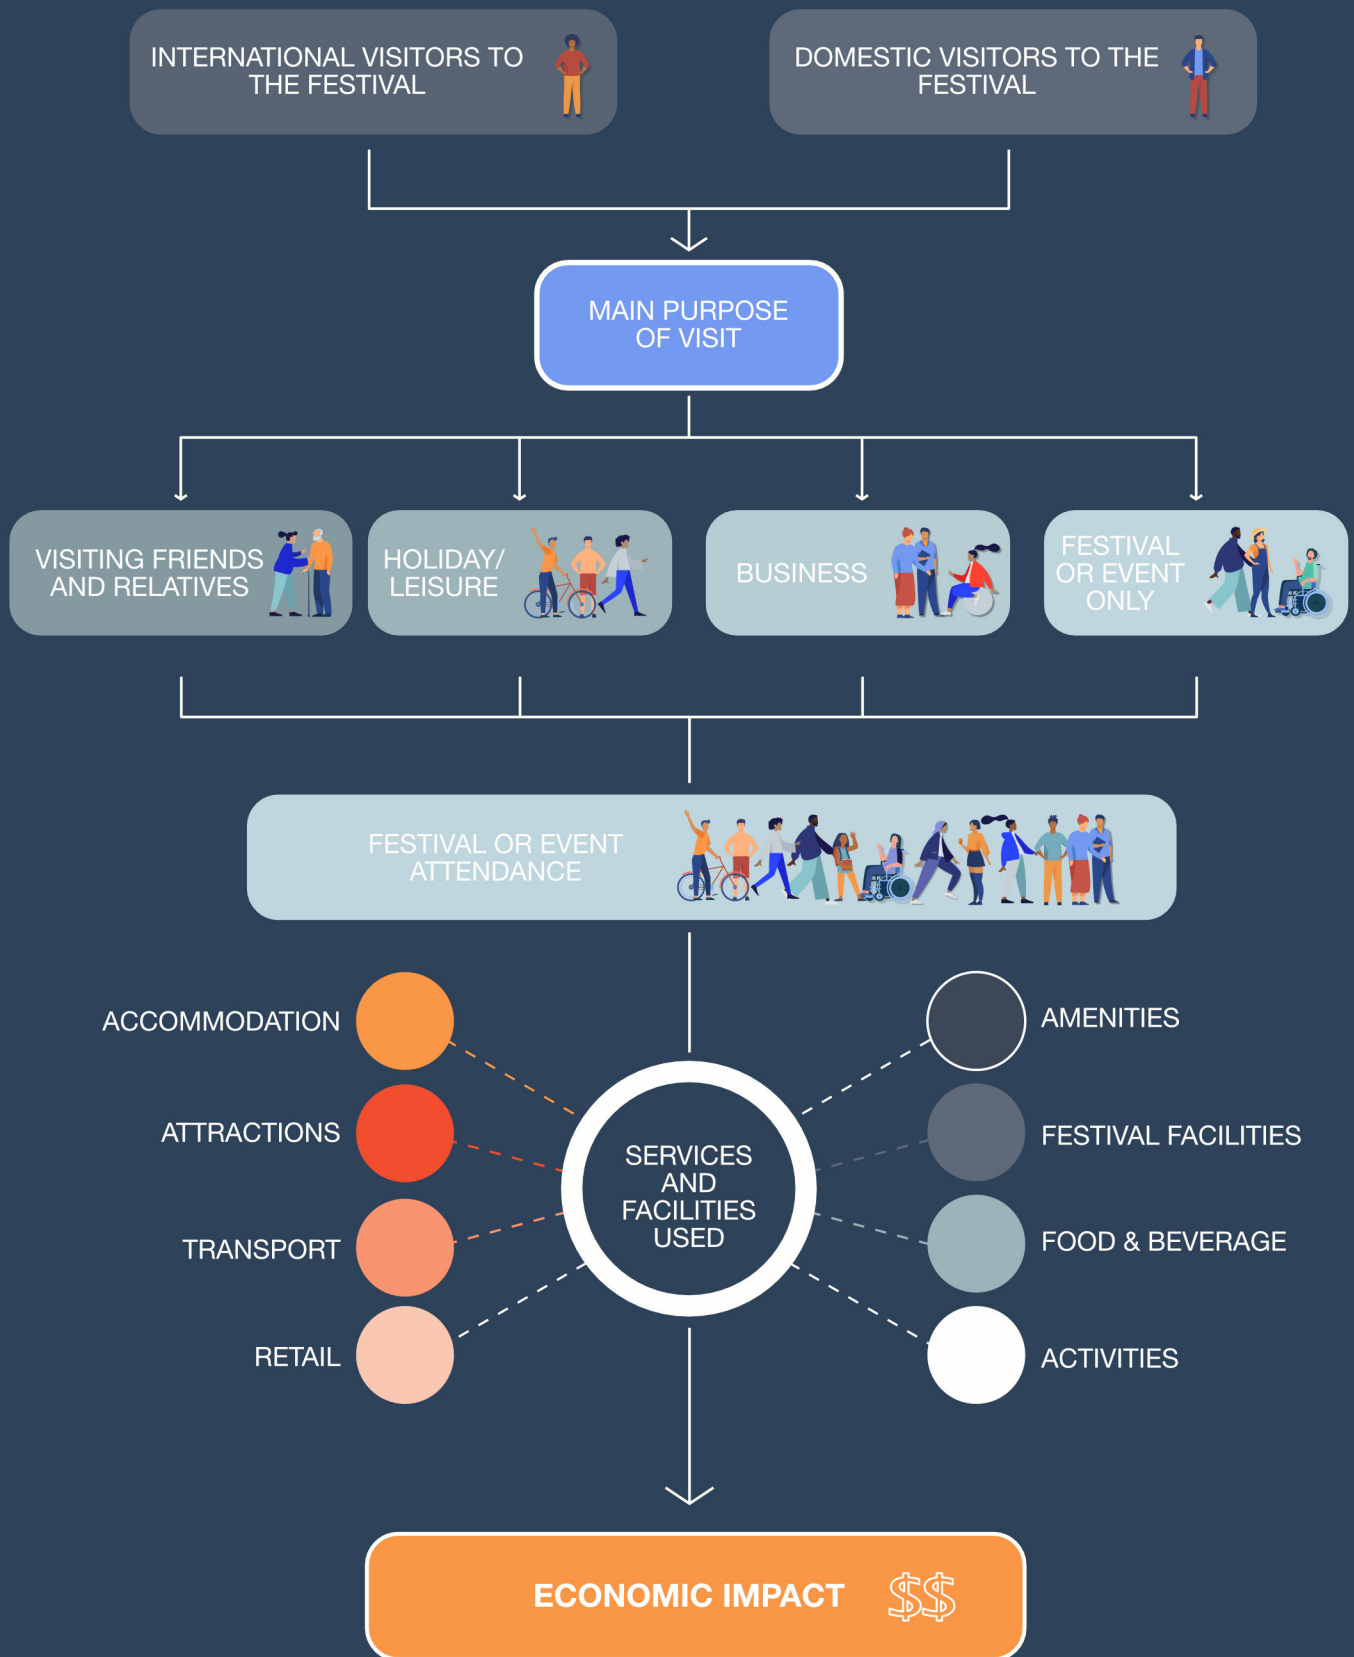 INTERNATIONAL VISITORS TO
THE FESTIVAL
DOMESTIC VISITORS TO THE
FESTIVAL
MAIN PURPOSE
OF VISIT
VISITING FRIENDS
AND RELATIVES
HOLIDAY/
LEISURE
BUSINESS
FESTIVAL
OR EVENT
ONLY
FESTIVAL OR EVENT
ATTENDANCE
ACCOMMODATION
ATTRACTIONS
TRANSPORT
RETAIL
SERVICES
AND
FACILITIES
USED
AMENITIES
FESTIVAL FACILITIES
FOOD & BEVERAGE
ACTIVITIES
ECONOMIC IMPACT $$